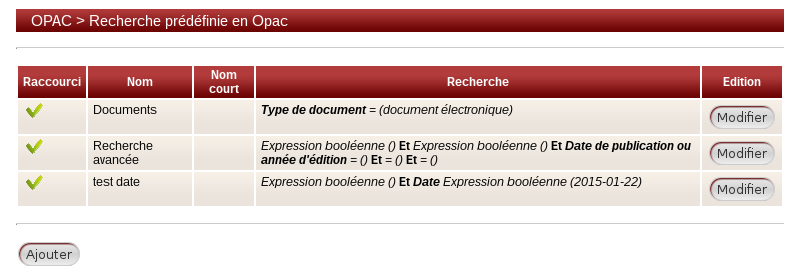 OPAC > Recherche prédéfinie en Opac
Raccourci Nom Nom court Recherche Edition
Documents Type de document = (document électronique) Modifier
Recherche avancée Expression booléenne () Et Expression booléenne () Et Date de publication ou
année d'édition = () Et = () Et = () Modifier
test date Expression booléenne () Et Date Expression booléenne (2015-01-22) Modifier
Ajouter